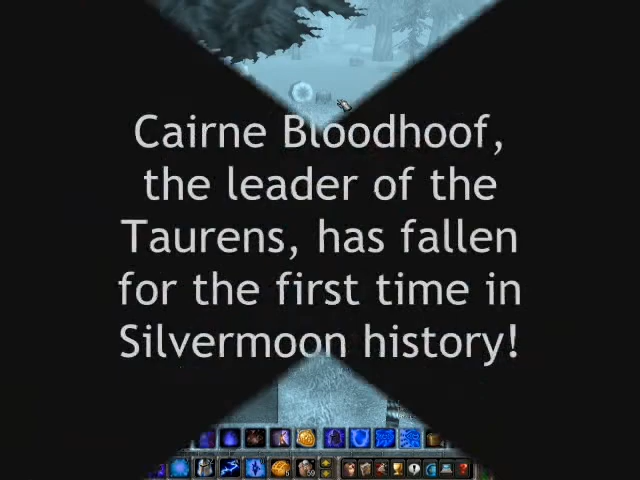 Cairne Bloodhoof,
the leader of the
Taurens, has fallen
for the first time in
Silvermoon history!